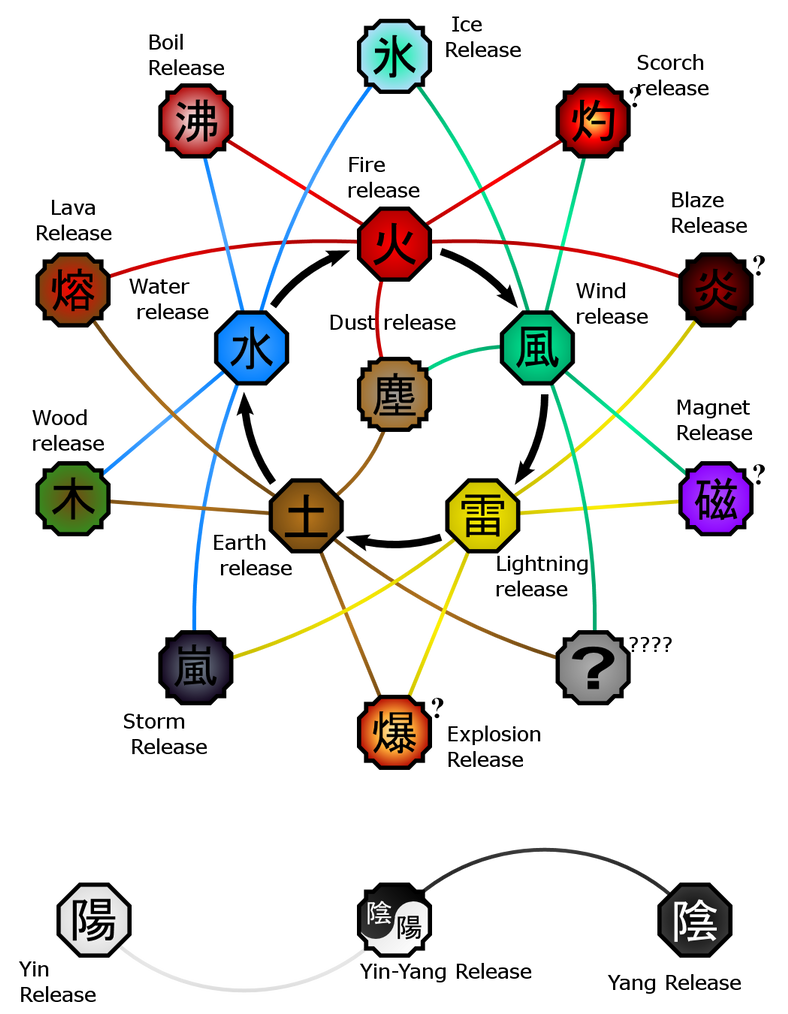 Ice
Release
氷
Boil
Release
沸
Scorch
release
灼
?
Fire
release
火
Lava
Release
熔
Blaze
Release
炎
?
Water
release
水
Wind
release
風
Dust release
塵
Wood
release
木
Magnet
Release
磁
?
土
Earth
release
雷
Lightning
release
嵐
Storm
Release
?
????
爆
?
Explosion
Release
陽
Yin
Release
陰
陽
Yin-Yang Release
陰
Yang Release